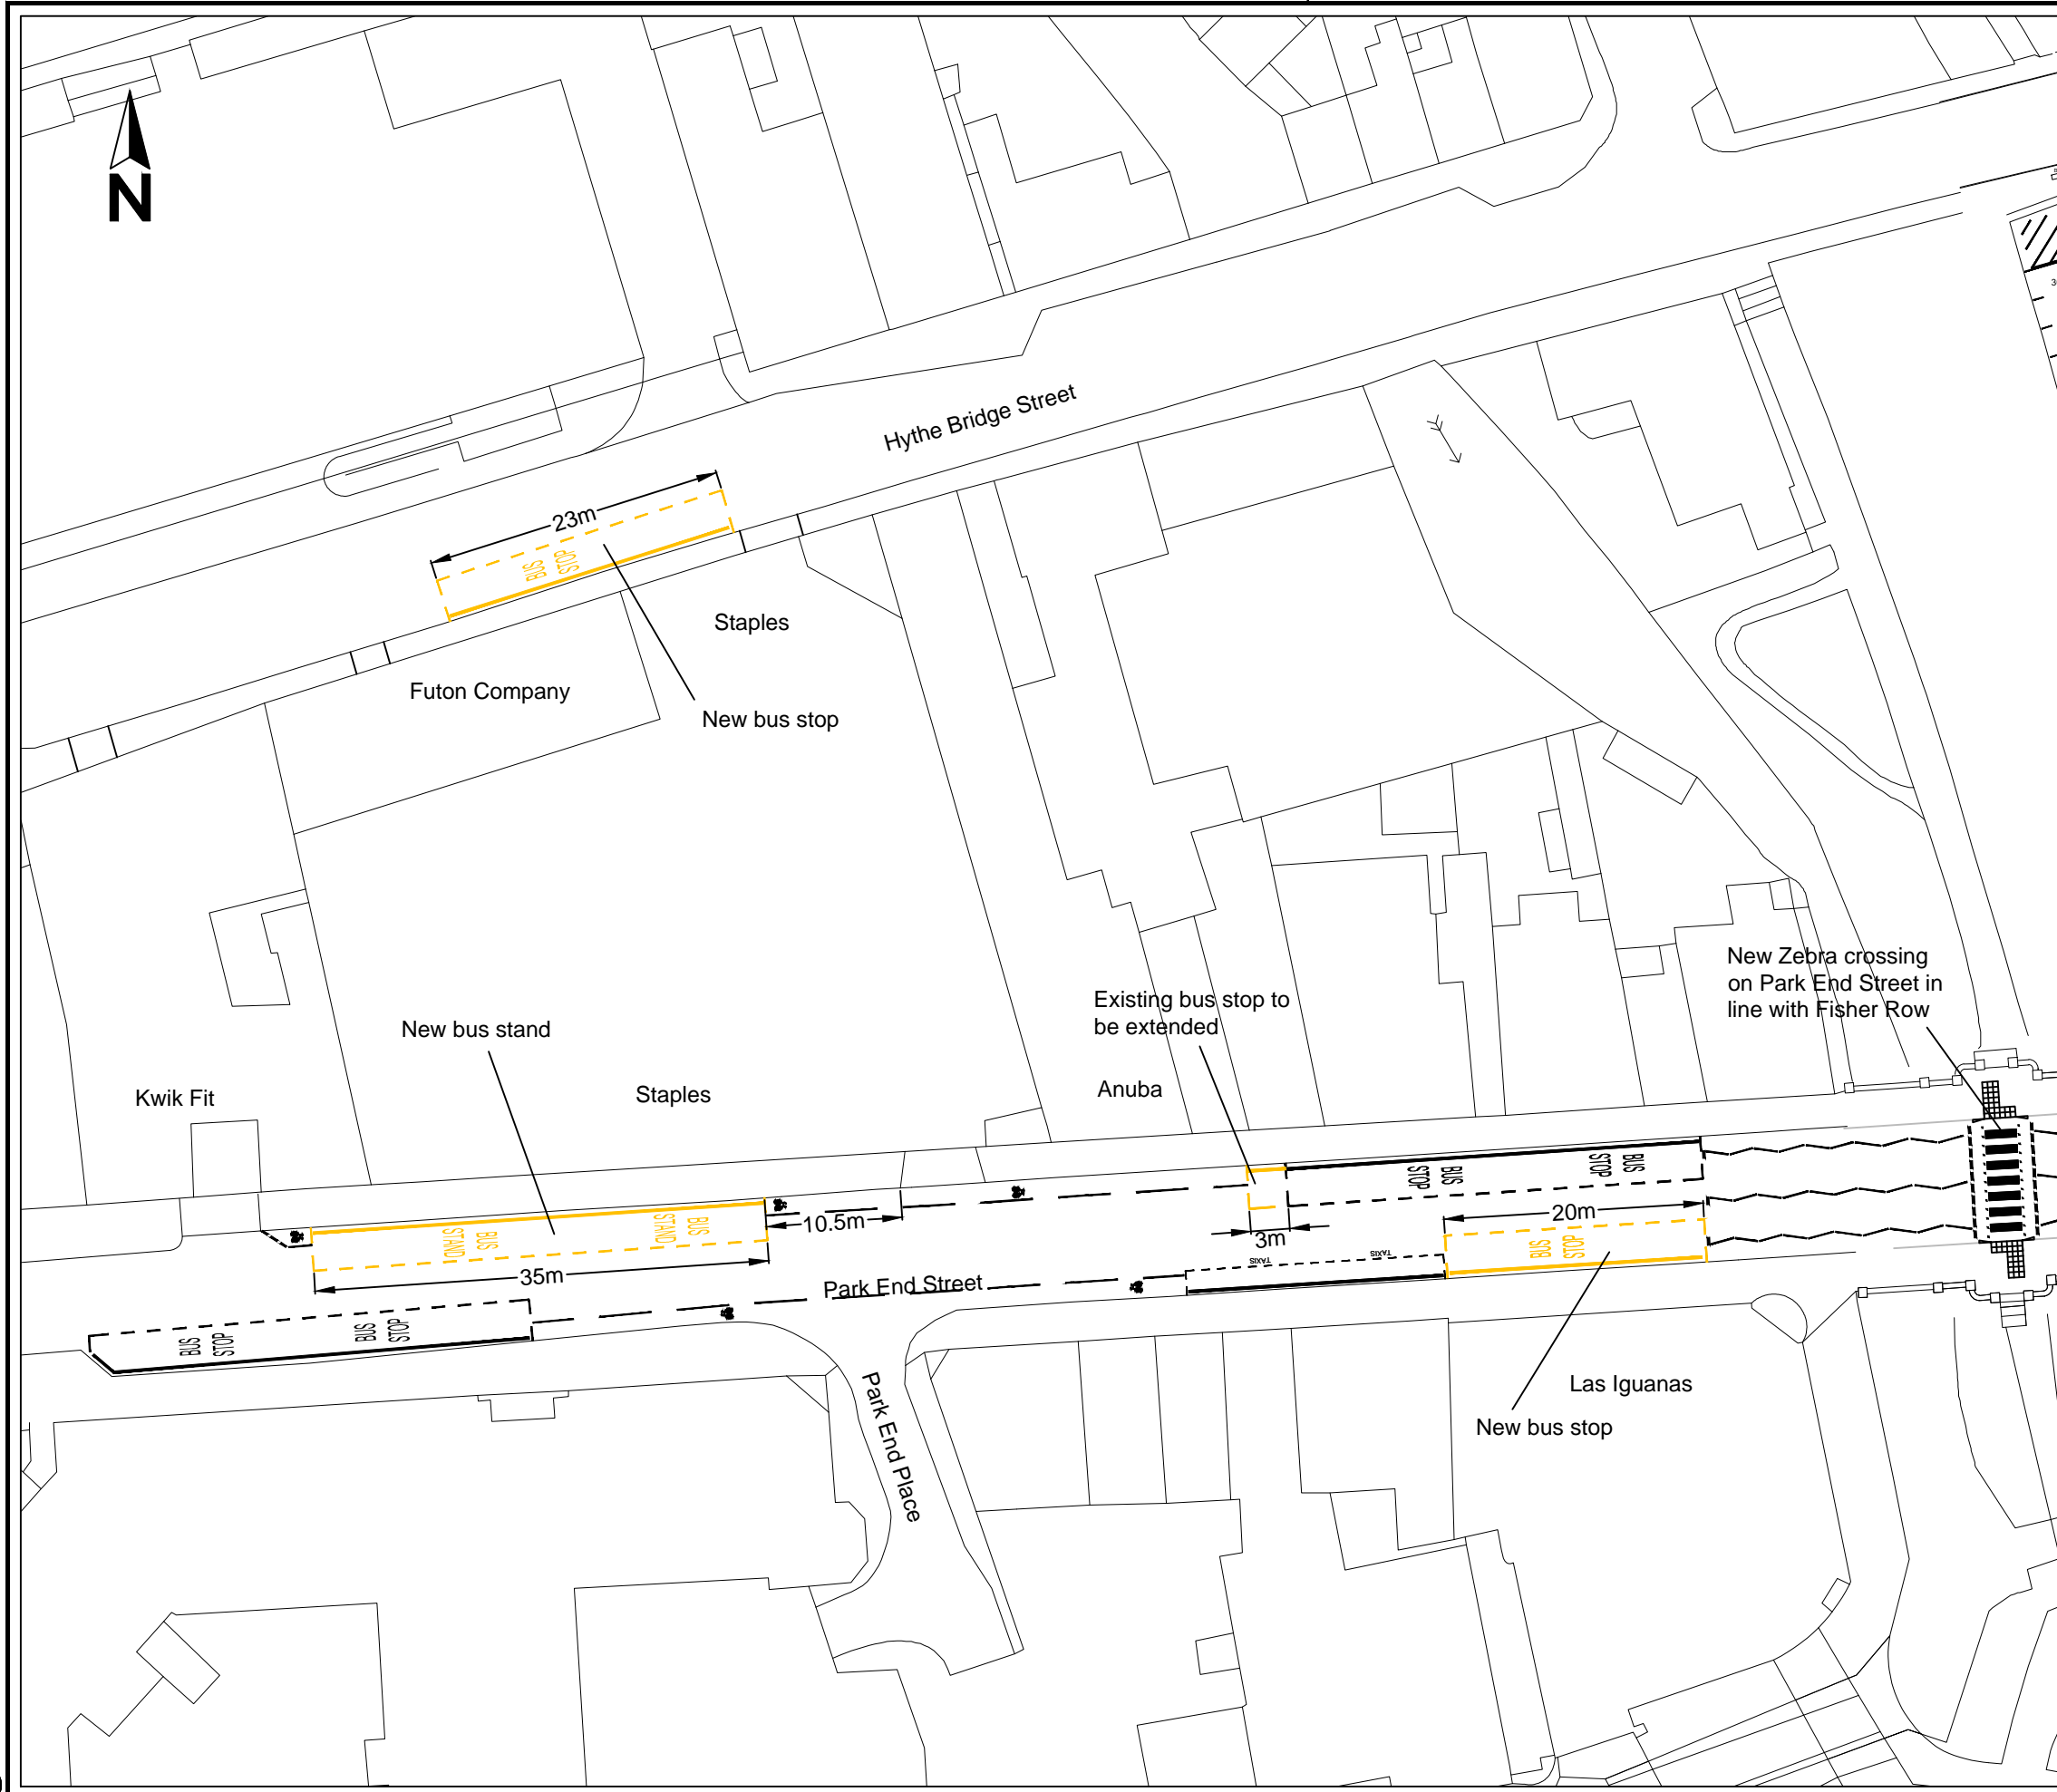 N
Hythe Bridge Street
23m
BUS
STOP
Staples
Futon Company
New bus stop
New Zebra crossing
on Park End Street in
line with Fisher Row
Existing bus stop to
be extended
New bus stand
Kwik Fit
Staples
Anuba
BUS
STOP
BUS
STOP
BUS
STAND
BUS
STAND
10.5m
3m
20m
BUS
STOP
TAXIS
TAXIS
35m
Park End Street
BUS
STOP
BUS
STOP
Park End Place
Las Iguanas
New bus stop